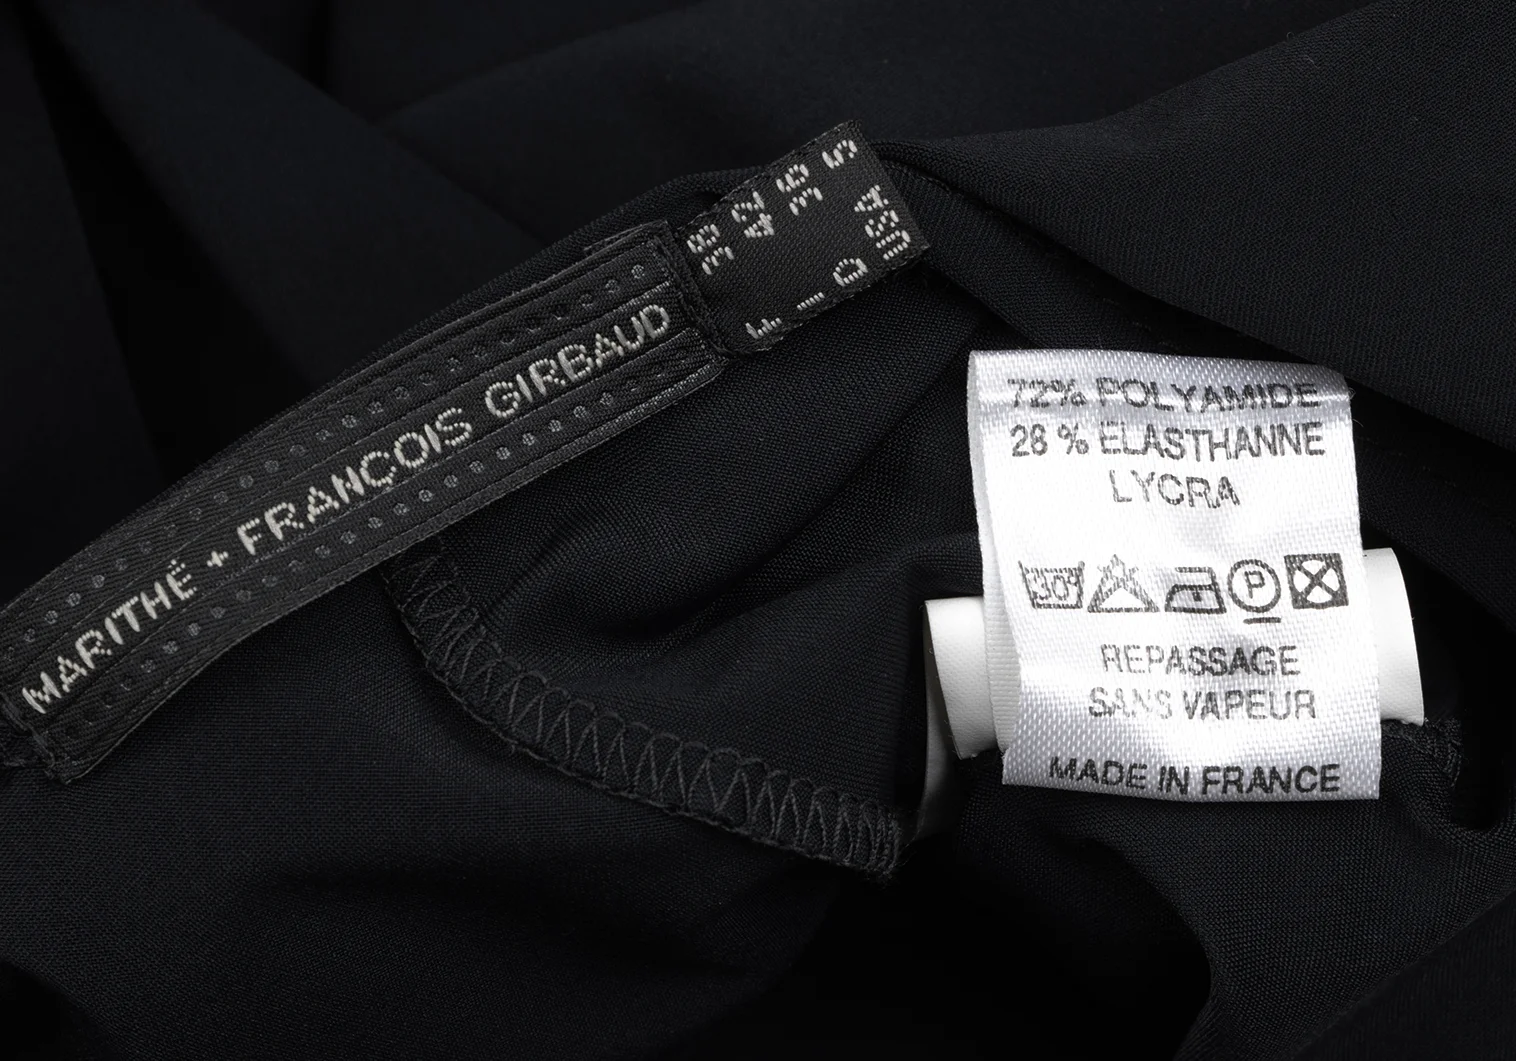 MARITHÉ + FRANÇOIS GIRBAUD
38 42 36 5
F I D USA
72% POLYAMIDE
28 % ELASTHANNE
LYCRA
30° P
REPASSAGE
SANS VAPEUR
MADE IN FRANCE